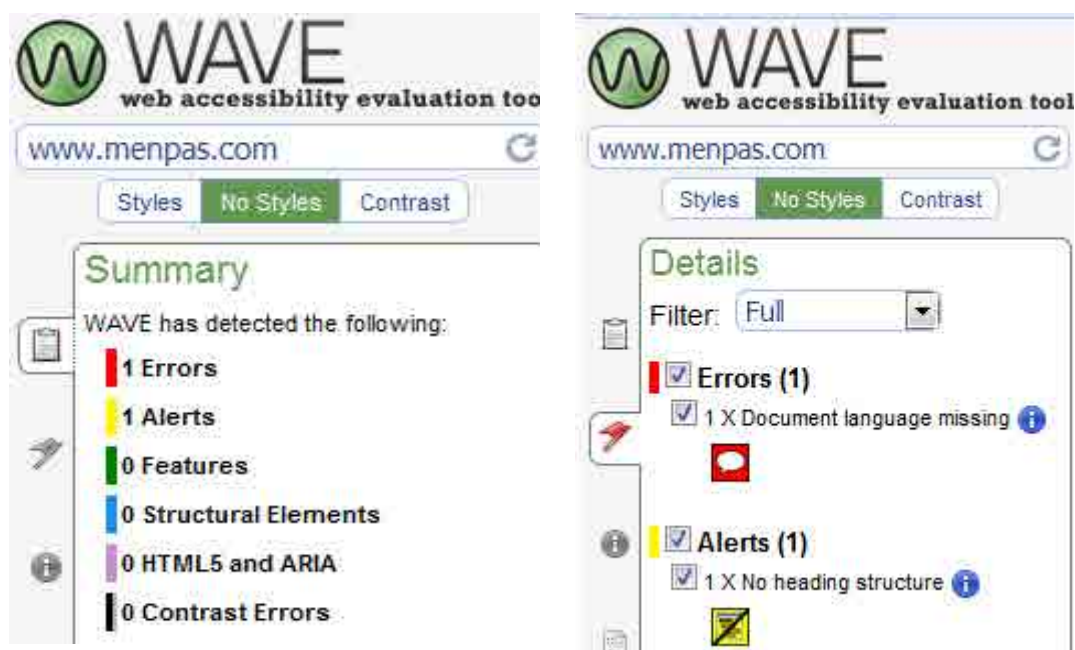 WAVE
web accessibility evaluation too
www.menpas.com
Styles No Styles Contrast
Summary
WAVE has detected the following:
1 Errors
1 Alerts
0 Features
0 Structural Elements
0 HTML5 and ARIA
0 Contrast Errors
WAVE
web accessibility evaluation tool
www.menpas.com
Styles No Styles Contrast
Details
Filter: Full
Errors (1)
1 X Document language missing
Alerts (1)
1 X No heading structure